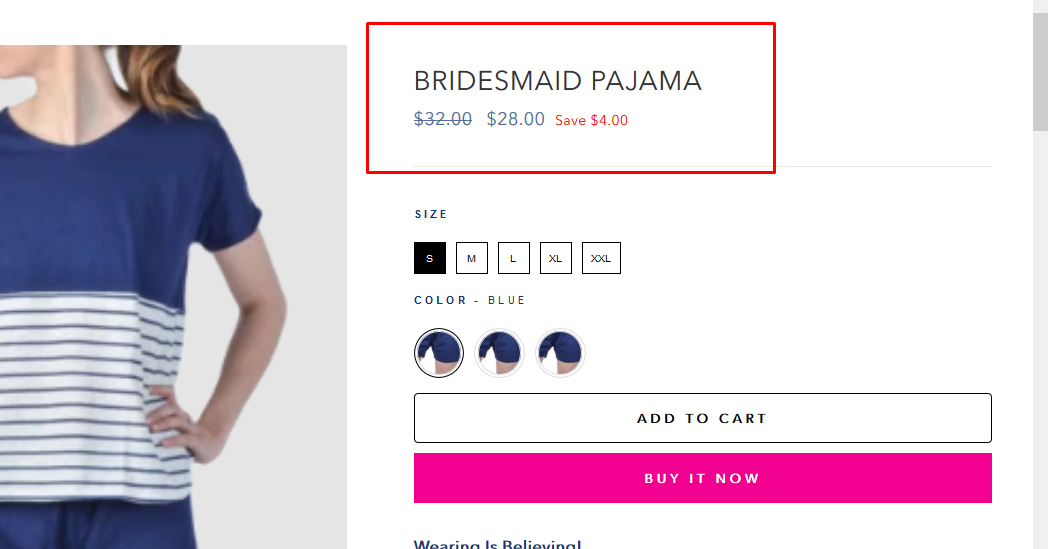 BRIDESMAID PAJAMA
$32.00 $28.00 Save $4.00
SIZE
S M L XL XXL
COLOR - BLUE
ADD TO CART
BUY IT NOW
Wearing Is Believing!